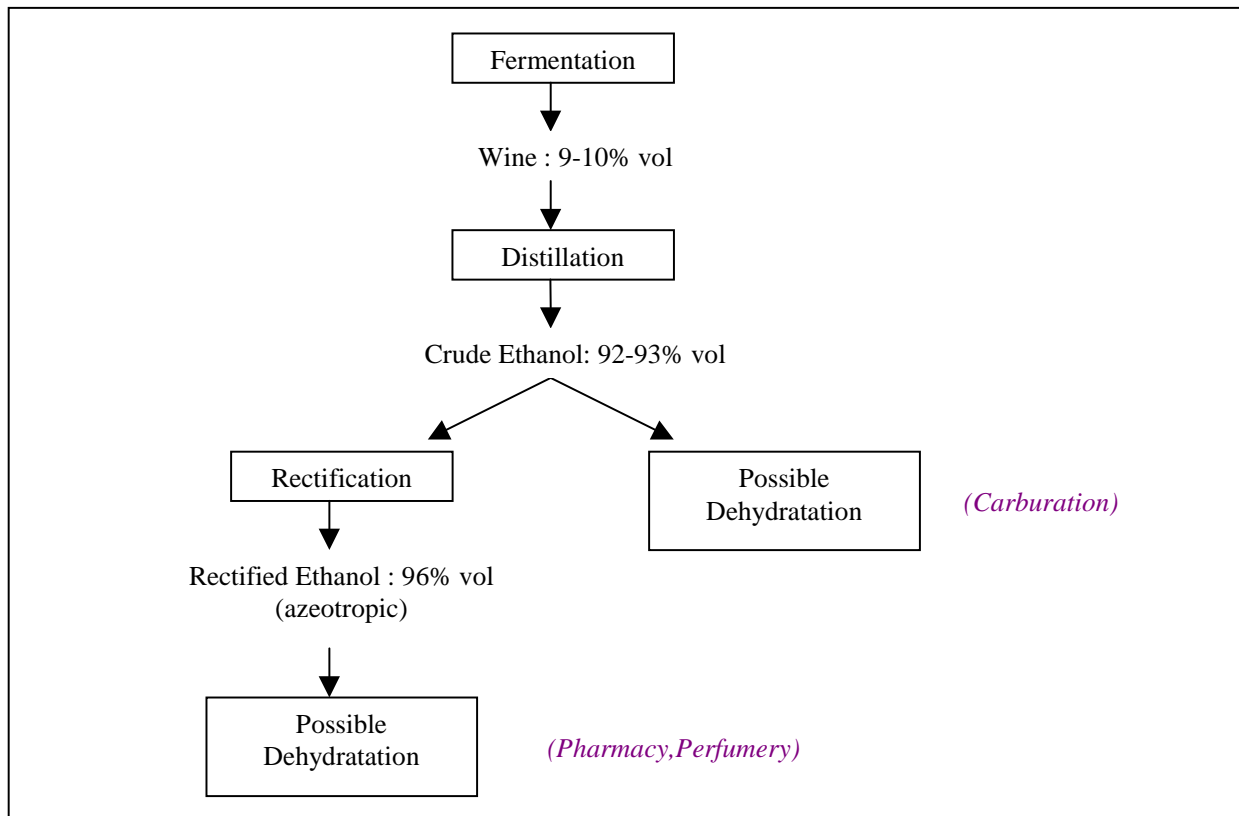 Fermentation
Wine : 9-10% vol
Distillation
Crude Ethanol: 92-93% vol
Rectification
Possible
Dehydratation
(Carburation)
Rectified Ethanol : 96% vol
(azeotropic)
Possible
Dehydratation
(Pharmacy,Perfumery)